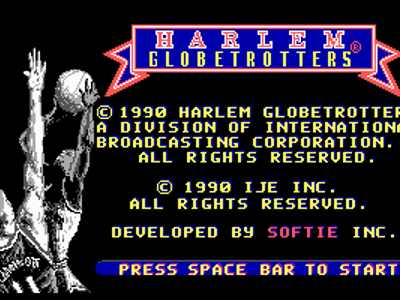 HARLEM®
GLOBETROTTERS
© 1990 HARLEM GLOBETROTTER
A DIVISION OF INTERNATIONA
BROADCASTING CORPORATION.
ALL RIGHTS RESERVED.
© 1990 IJE INC.
ALL RIGHTS RESERVED.
DEVELOPED BY SOFTIE INC.
PRESS SPACE BAR TO START